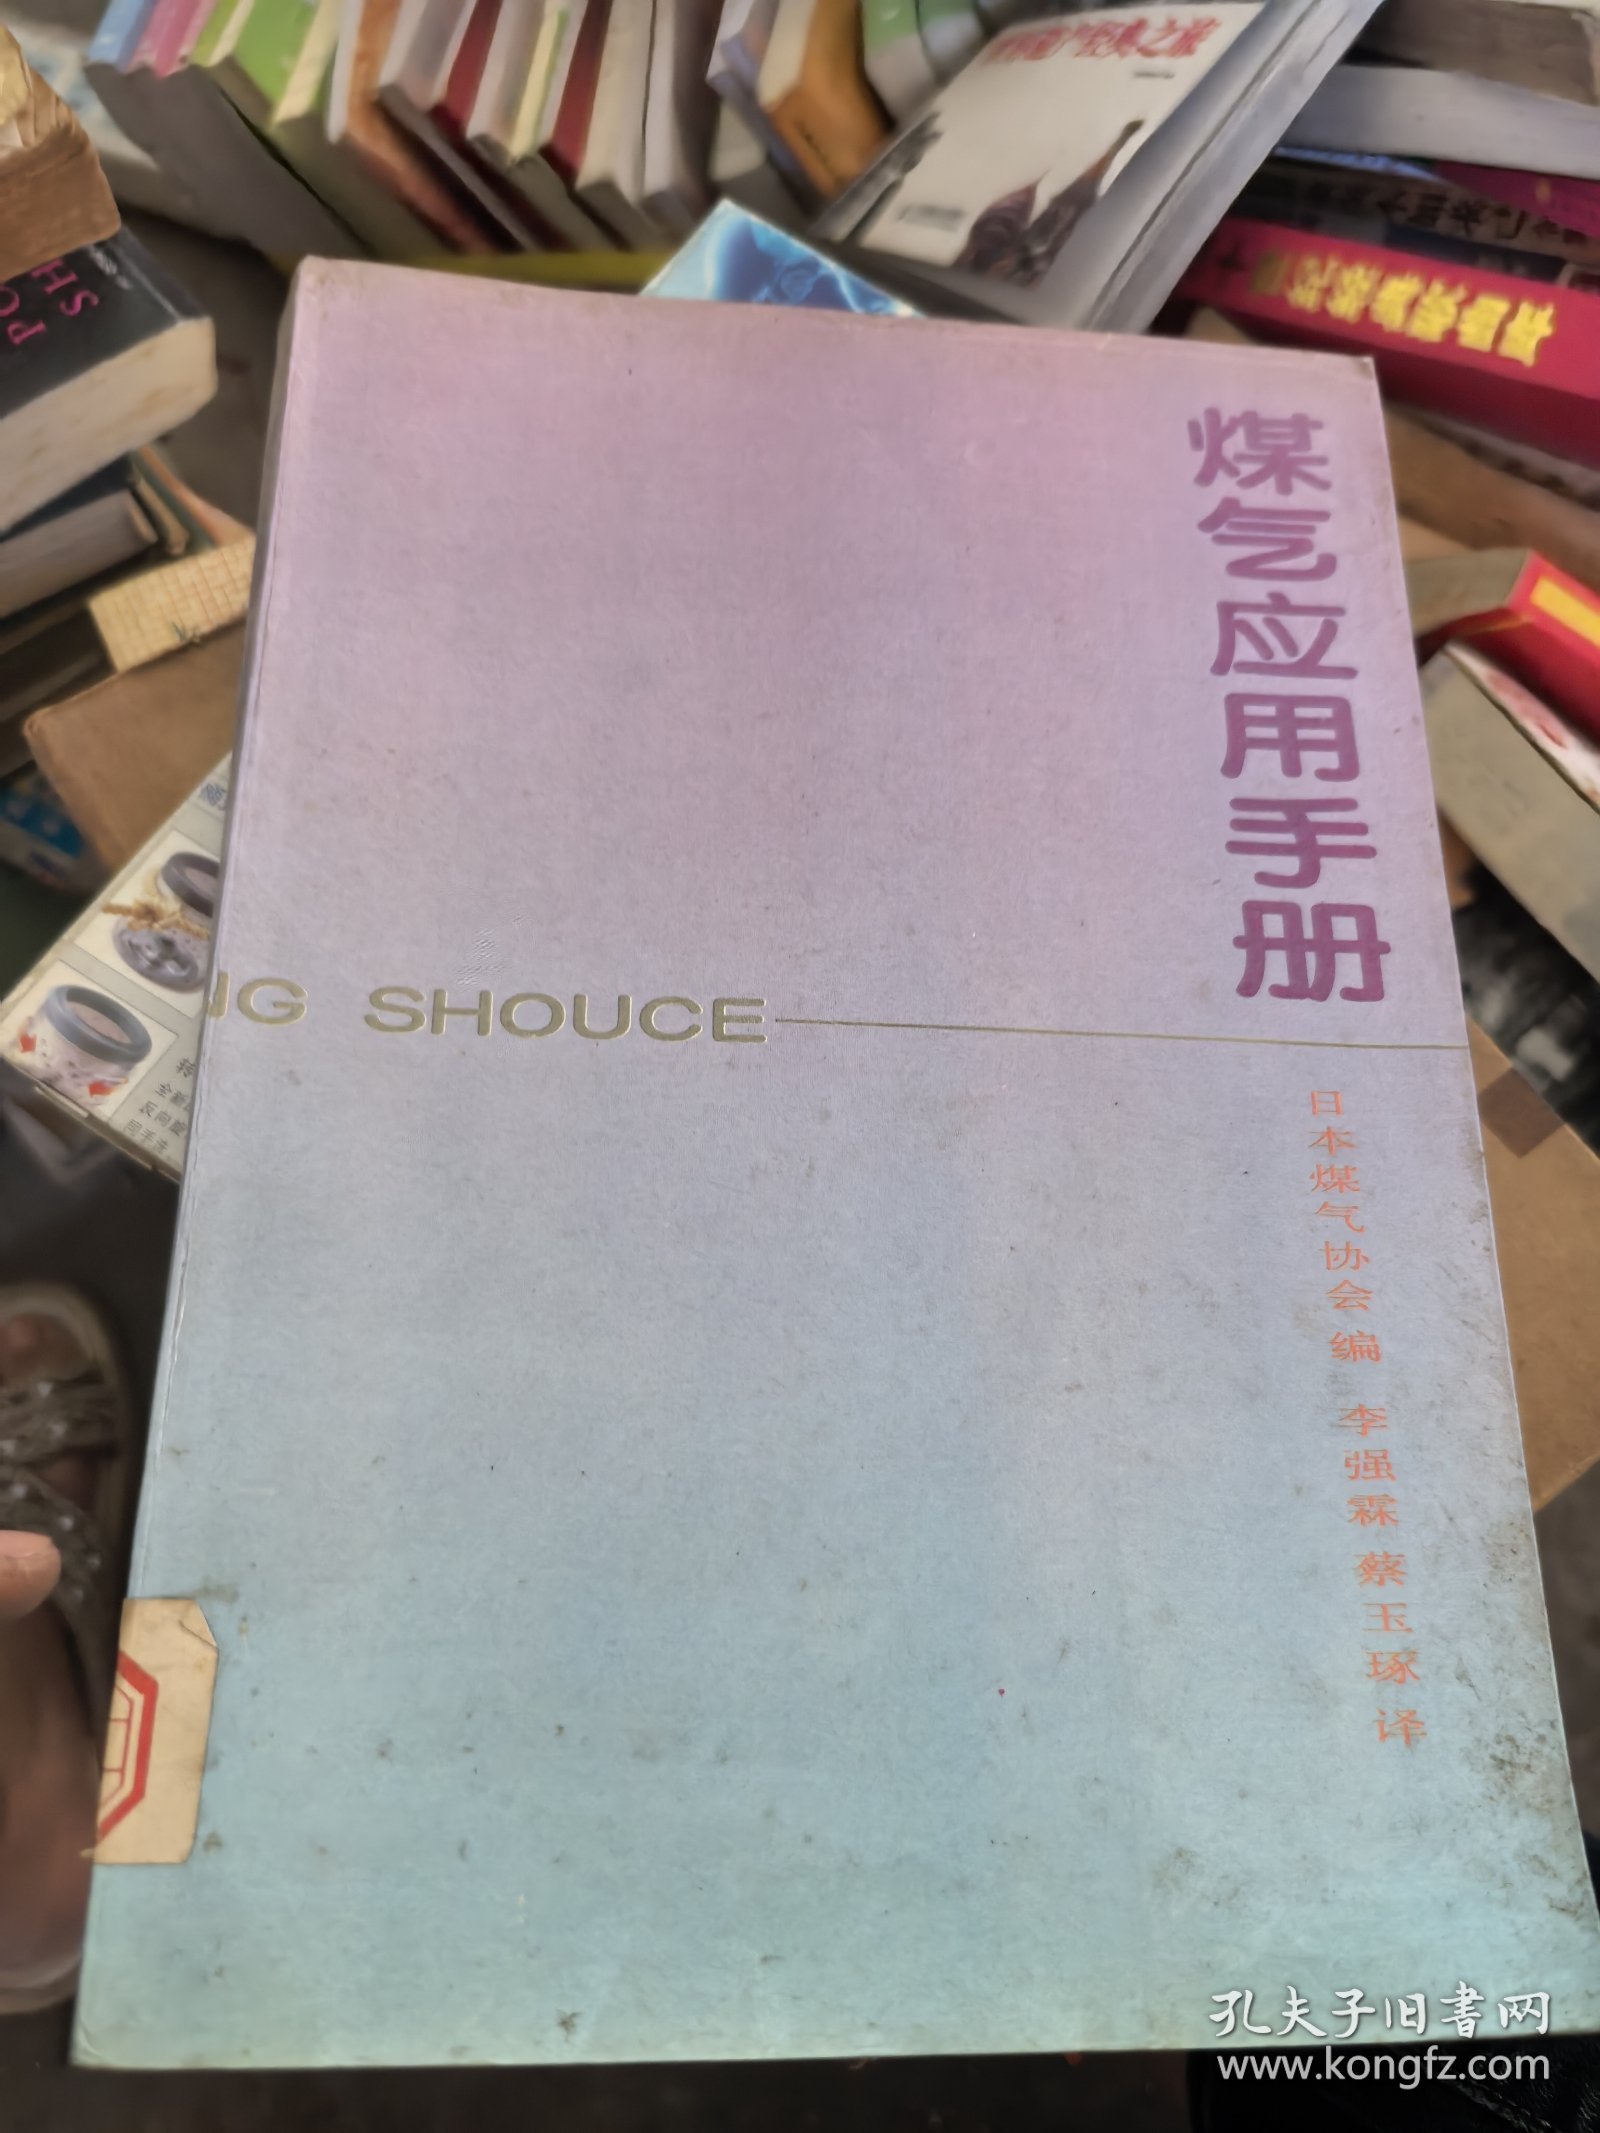 煤气应用手册
NG SHOUCE
日本煤气协会 编 李强霖 蔡玉琢 译
孔夫子旧书网
www.kongfz.com